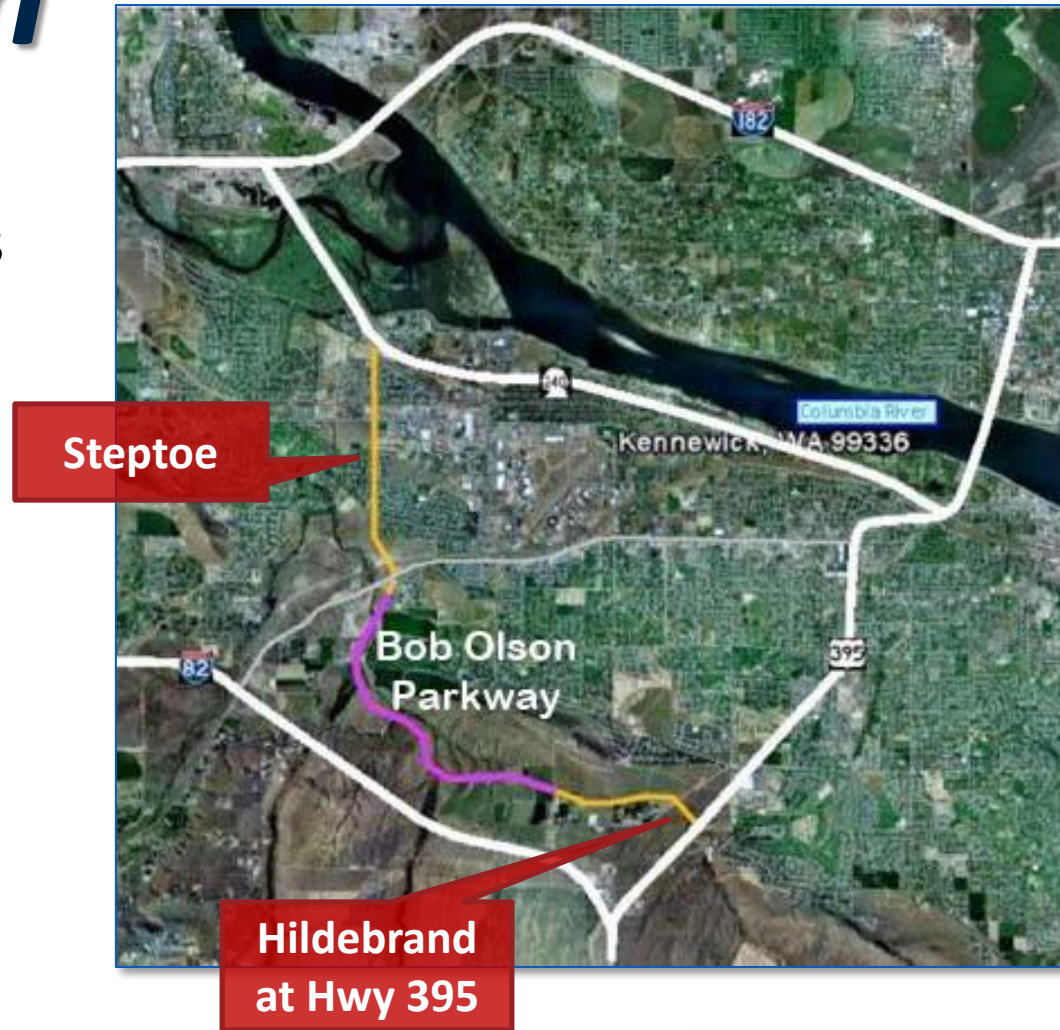 182
240
Columbia River
Kennewick, WA 99336
Steptoe
Bob Olson
Parkway
395
82
Hildebrand
at Hwy 395